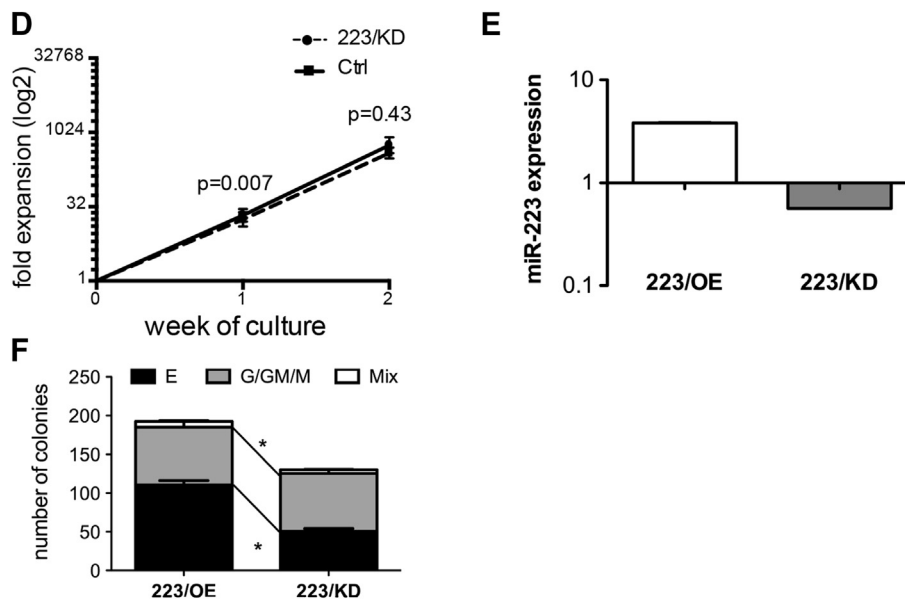 D
223/KD
Ctrl
fold expansion (log2)
32768
1024
32
1
p=0.007
p=0.43
0
1
2
week of culture
E
miR-223 expression
10
1
0.1
223/OE
223/KD
F
number of colonies
250
200
150
100
50
0
E
G/GM/M
Mix
*
*
223/OE
223/KD